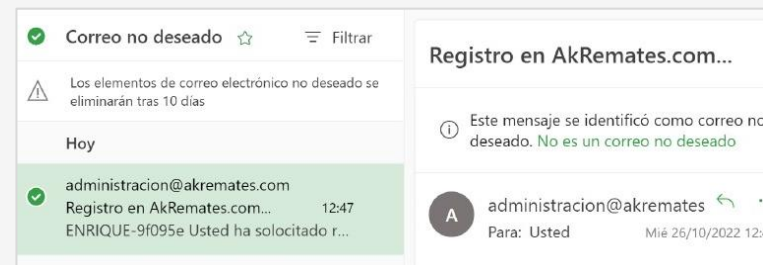 Correo no deseado
Filtrar
Los elementos de correo electrónico no deseado se
eliminarán tras 10 días
Hoy
administracion@akremates.com
Registro en AkRemates.com... 12:47
ENRIQUE-9f095e Usted ha solocitado r...
Registro en AkRemates.com...
Este mensaje se identificó como correo no
deseado. No es un correo no deseado
A
administracion@akremates
Para: Usted Mié 26/10/2022 12:4